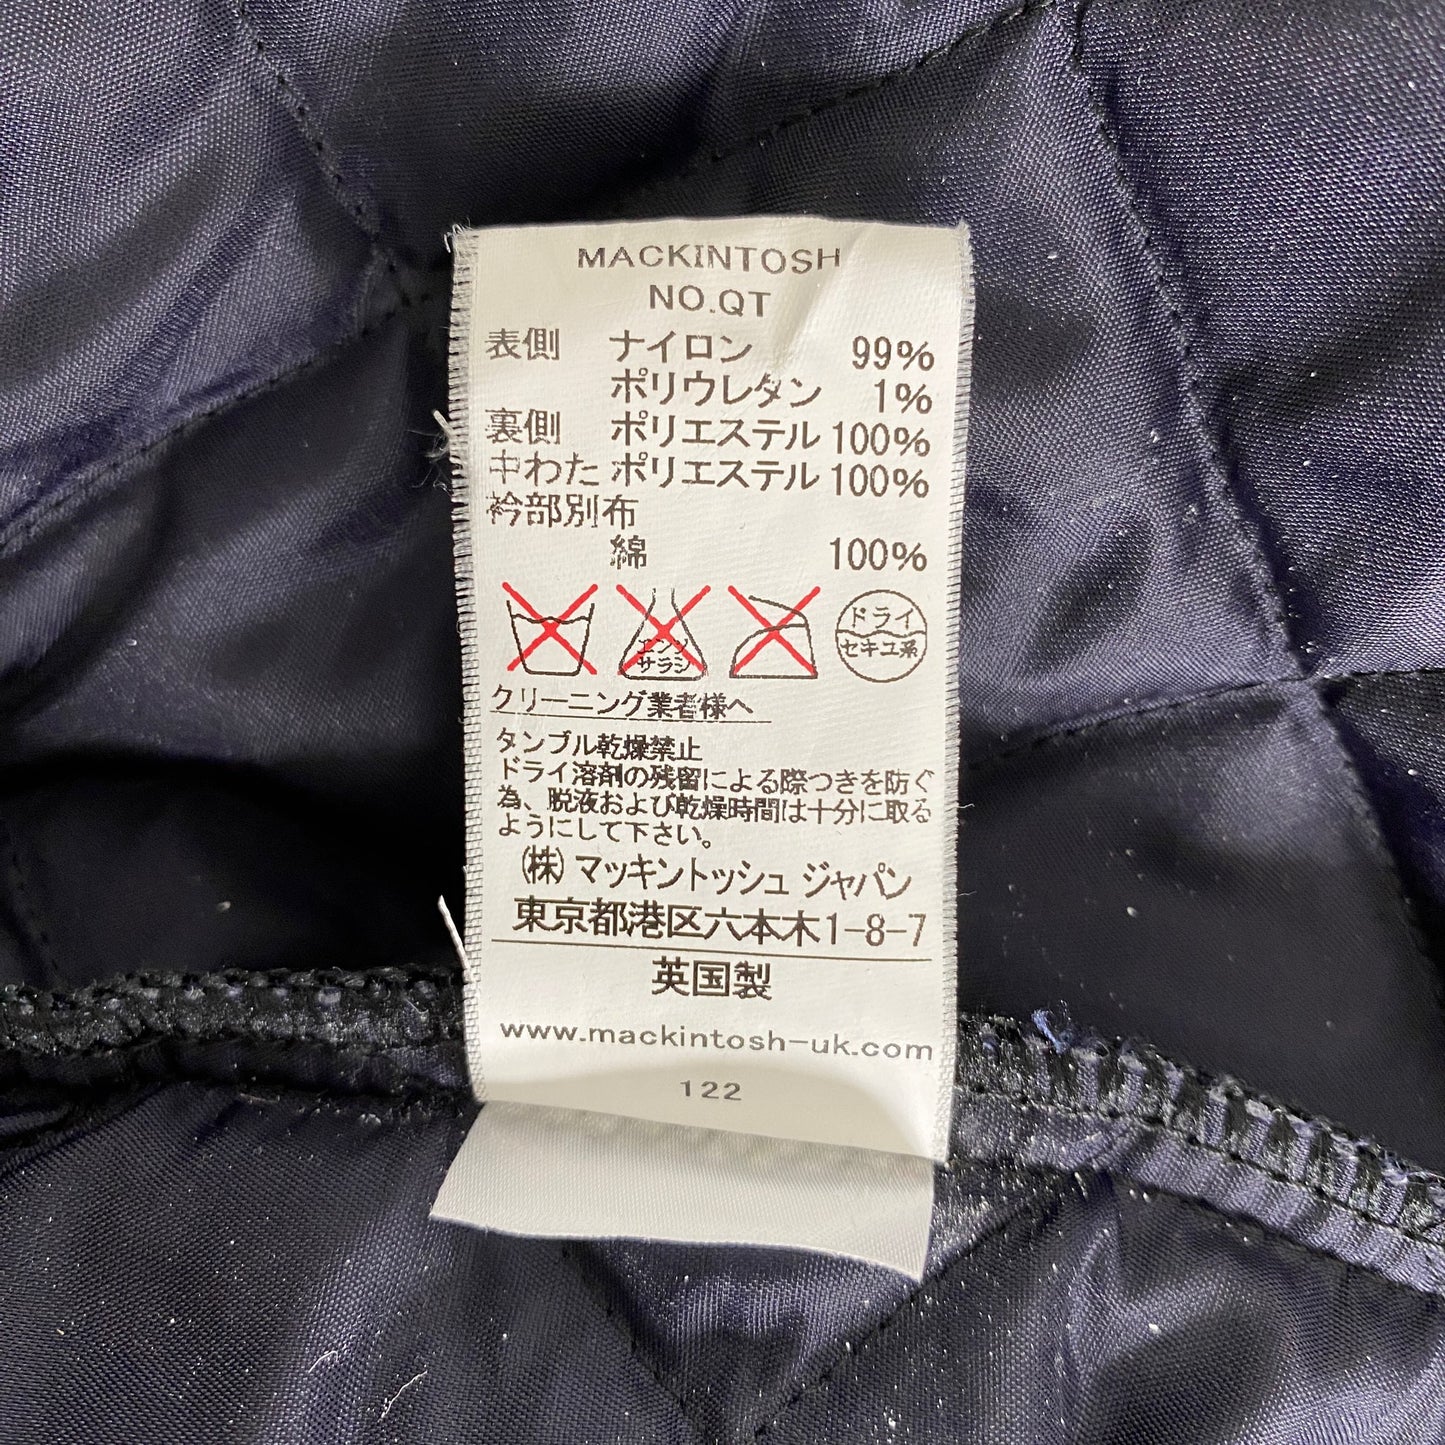 MACKINTOSH
NO.QT
表側 ナイロン 99%
ポリウレタン 1%
裏側 ポリエステル 100%
中わた ポリエステル 100%
衿部別布
綿 100%
エンソサラシ
ドライ
セキユ系
クリーニング業者様へ
タンブル乾燥禁止
ドライ溶剤の残留による際つきを防ぐ
為、脱液および乾燥時間は十分に取る
ようにして下さい。
(株)マッキントッシュ ジャパン
東京都港区六本木1-8-7
英国製
www.mackintosh-uk.com
122